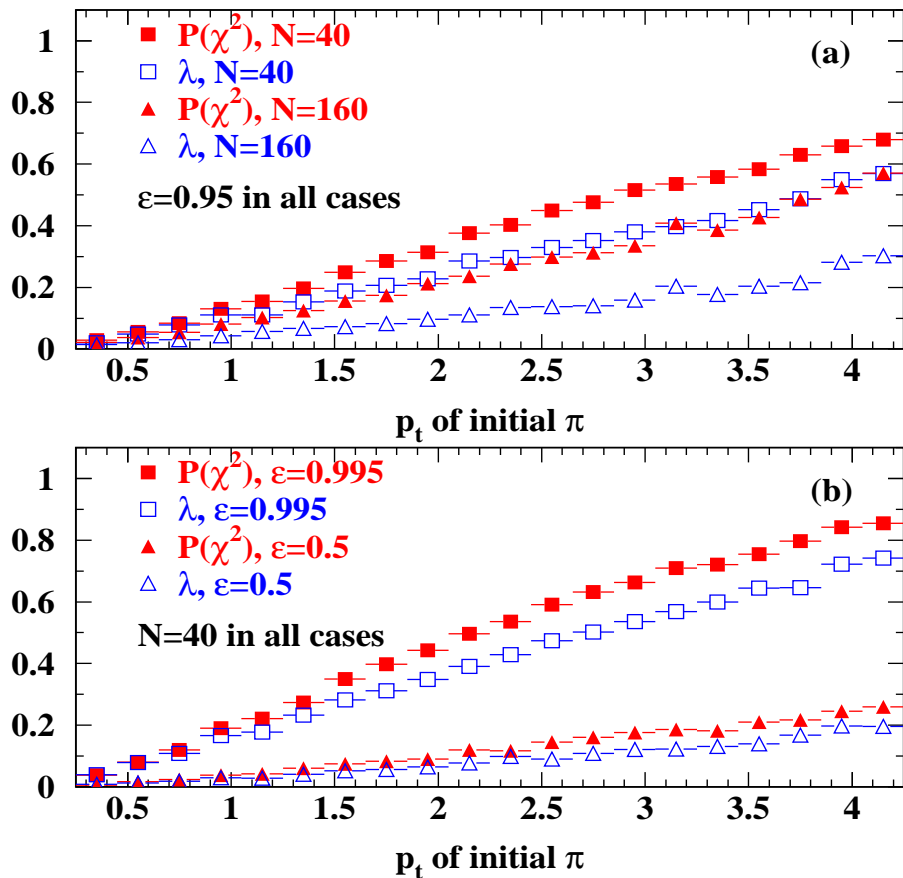 1
(a)
P(χ²), N=40
λ, N=40
P(χ²), N=160
λ, N=160
ε=0.95 in all cases
0.8
0.6
0.4
0.2
0
0.5 1 1.5 2 2.5 3 3.5 4
pₜ of initial π
1
(b)
P(χ²), ε=0.995
λ, ε=0.995
P(χ²), ε=0.5
λ, ε=0.5
N=40 in all cases
0.8
0.6
0.4
0.2
0
0.5 1 1.5 2 2.5 3 3.5 4
pₜ of initial π